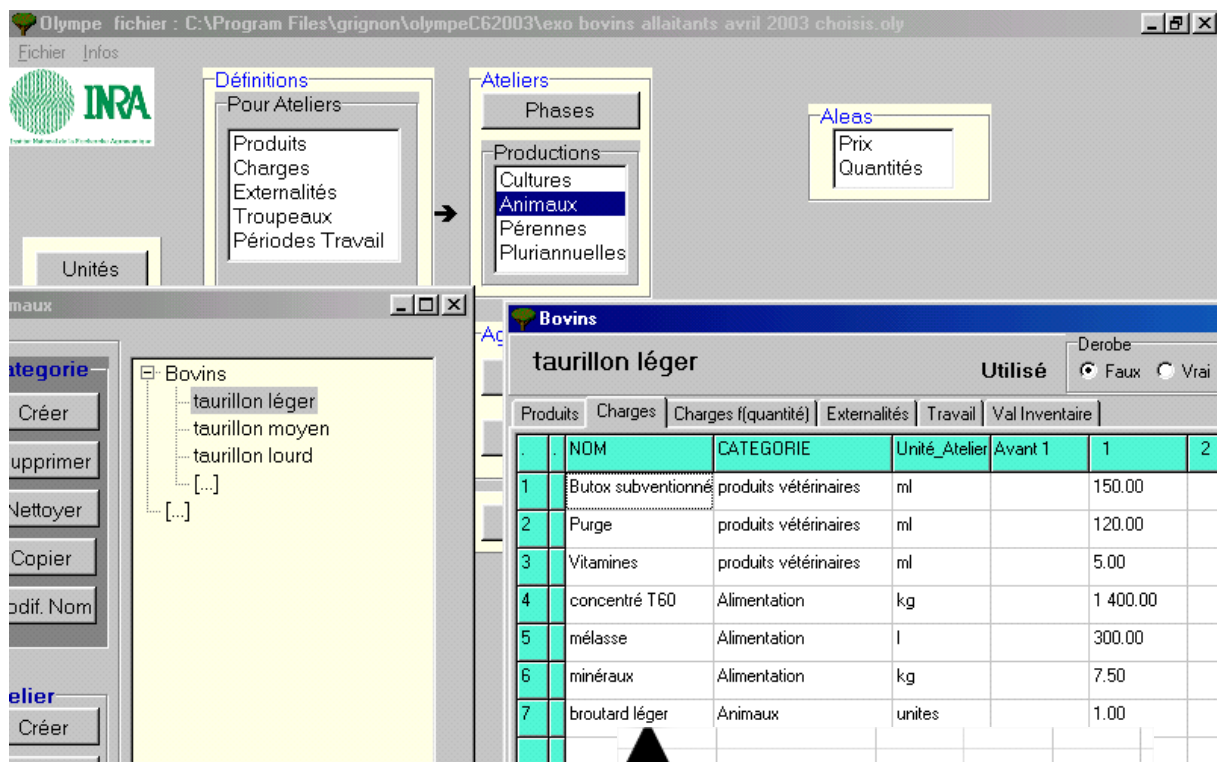 Olympe fichier : C:\Program Files\grignon\olympeC62003\exo bovins allaitants avril 2003 choisis.oly
Fichier Infos
INRA
Définitions
Pour Ateliers
Produits
Charges
Externalités
Troupeaux
Périodes Travail
Unités
Ateliers
Phases
Productions
Cultures
Animaux
Pérennes
Pluriannuelles
Aleas
Prix
Quantités
maux
ategorie
Créer
upprimer
Nettoyer
Copier
odif. Nom
elier
Créer
Bovins
taurillon léger
taurillon moyen
taurillon lourd
[...]
[...]
Ag
Bovins
taurillon léger
Utilisé
Derobe
Faux Vrai
Produits Charges Charges f(quantité) Externalités Travail Val Inventaire
. . NOM CATEGORIE Unité_Atelier Avant 1 1 2
1 Butox subventionné produits vétérinaires ml 150.00
2 Purge produits vétérinaires ml 120.00
3 Vitamines produits vétérinaires ml 5.00
4 concentré T60 Alimentation kg 1 400.00
5 mélasse Alimentation l 300.00
6 minéraux Alimentation kg 7.50
7 broutard léger Animaux unites 1.00